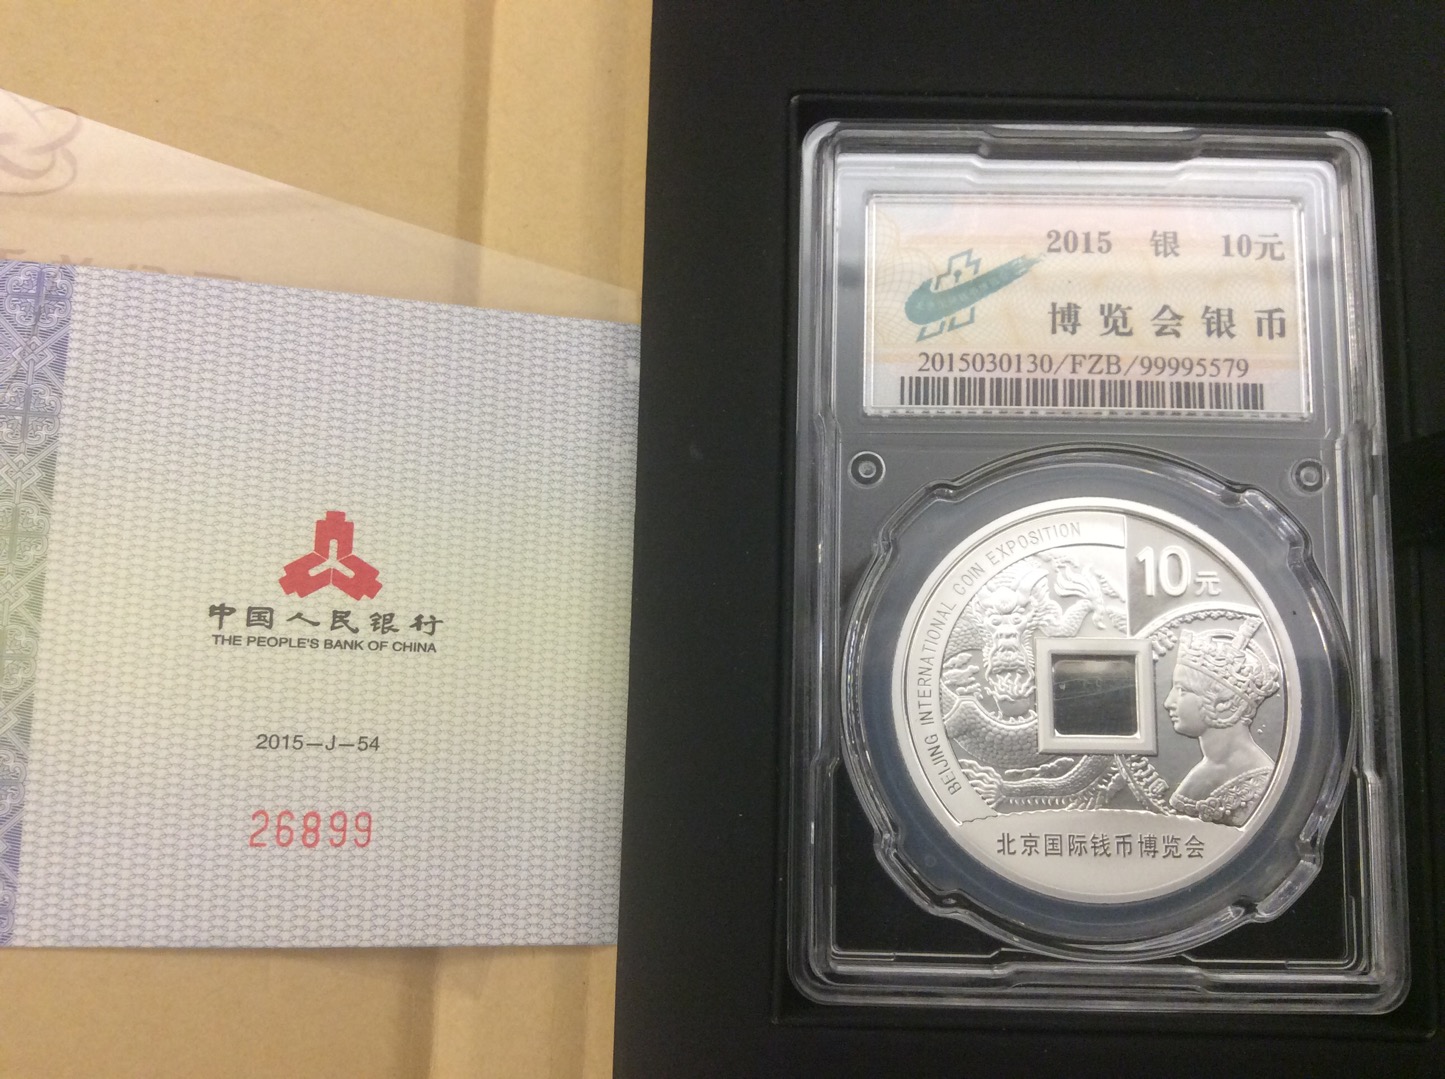 中国人民银行
THE PEOPLE'S BANK OF CHINA
2015-J-54
26899
2015 银 10元
博览会银币
2015030130/FZB/99995579
BEIJING INTERNATIONAL COIN EXPOSITION
10元
北京国际钱币博览会